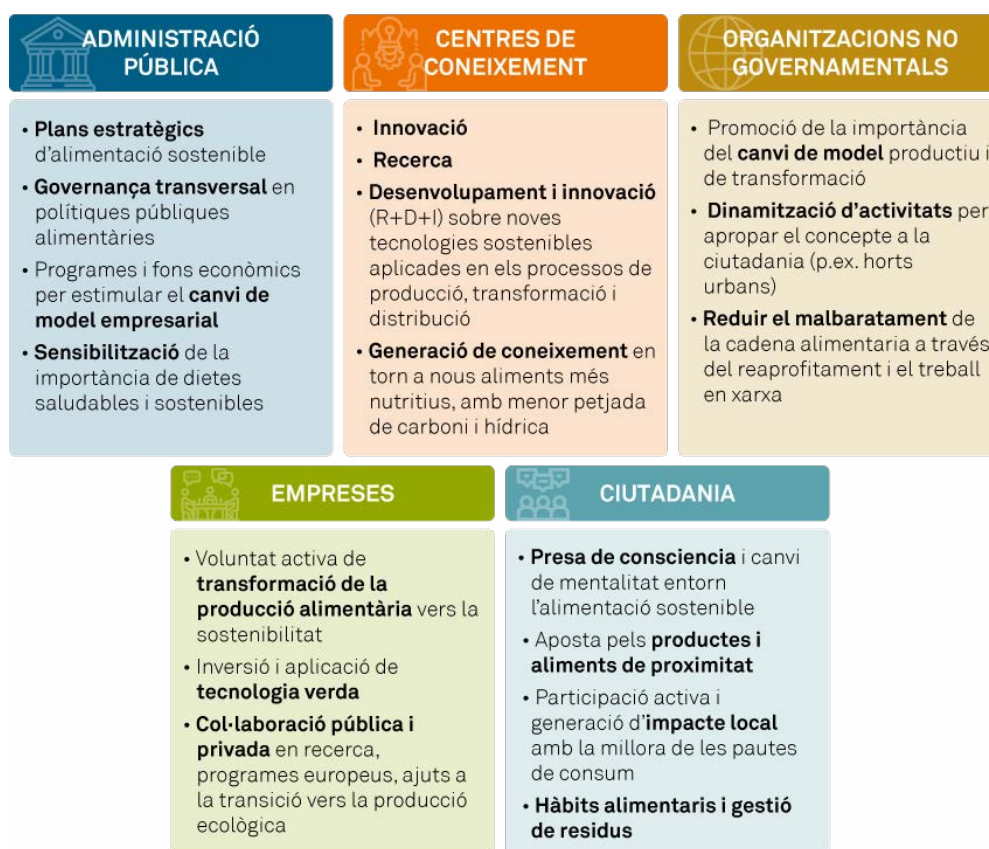 ADMINISTRACIÓ
PÚBLICA
• Plans estratègics
d'alimentació sostenible
• Governança transversal en
polítiques públiques
alimentàries
• Programes i fons econòmics
per estimular el canvi de
model empresarial
• Sensibilització de la
importància de dietes
saludables i sostenibles
CENTRES DE
CONEIXEMENT
• Innovació
• Recerca
• Desenvolupament i innovació
(R+D+I) sobre noves
tecnologies sostenibles
aplicades en els processos de
producció, transformació i
distribució
• Generació de coneixement en
torn a nous aliments més
nutritius, amb menor petjada
de carboni i hídrica
ORGANITZACIONS NO
GOVERNAMENTALS
• Promoció de la importància
del canvi de model productiu i
de transformació
• Dinamització d'activitats per
apropar el concepte a la
ciutadania (p.ex. horts
urbans)
• Reduir el malbaratament de
la cadena alimentaria a través
del reaprofitament i el treball
en xarxa
EMPRESES
• Voluntat activa de
transformació de la
producció alimentària vers la
sostenibilitat
• Inversió i aplicació de
tecnologia verda
• Col·laboració pública i
privada en recerca,
programes europeus, ajuts a
la transició vers la producció
ecològica
CIUTADANIA
• Presa de consciencia i canvi
de mentalitat entorn
l'alimentació sostenible
• Aposta pels productes i
aliments de proximitat
• Participació activa i
generació d'impacte local
amb la millora de les pautes
de consum
• Hàbits alimentaris i gestió
de residus